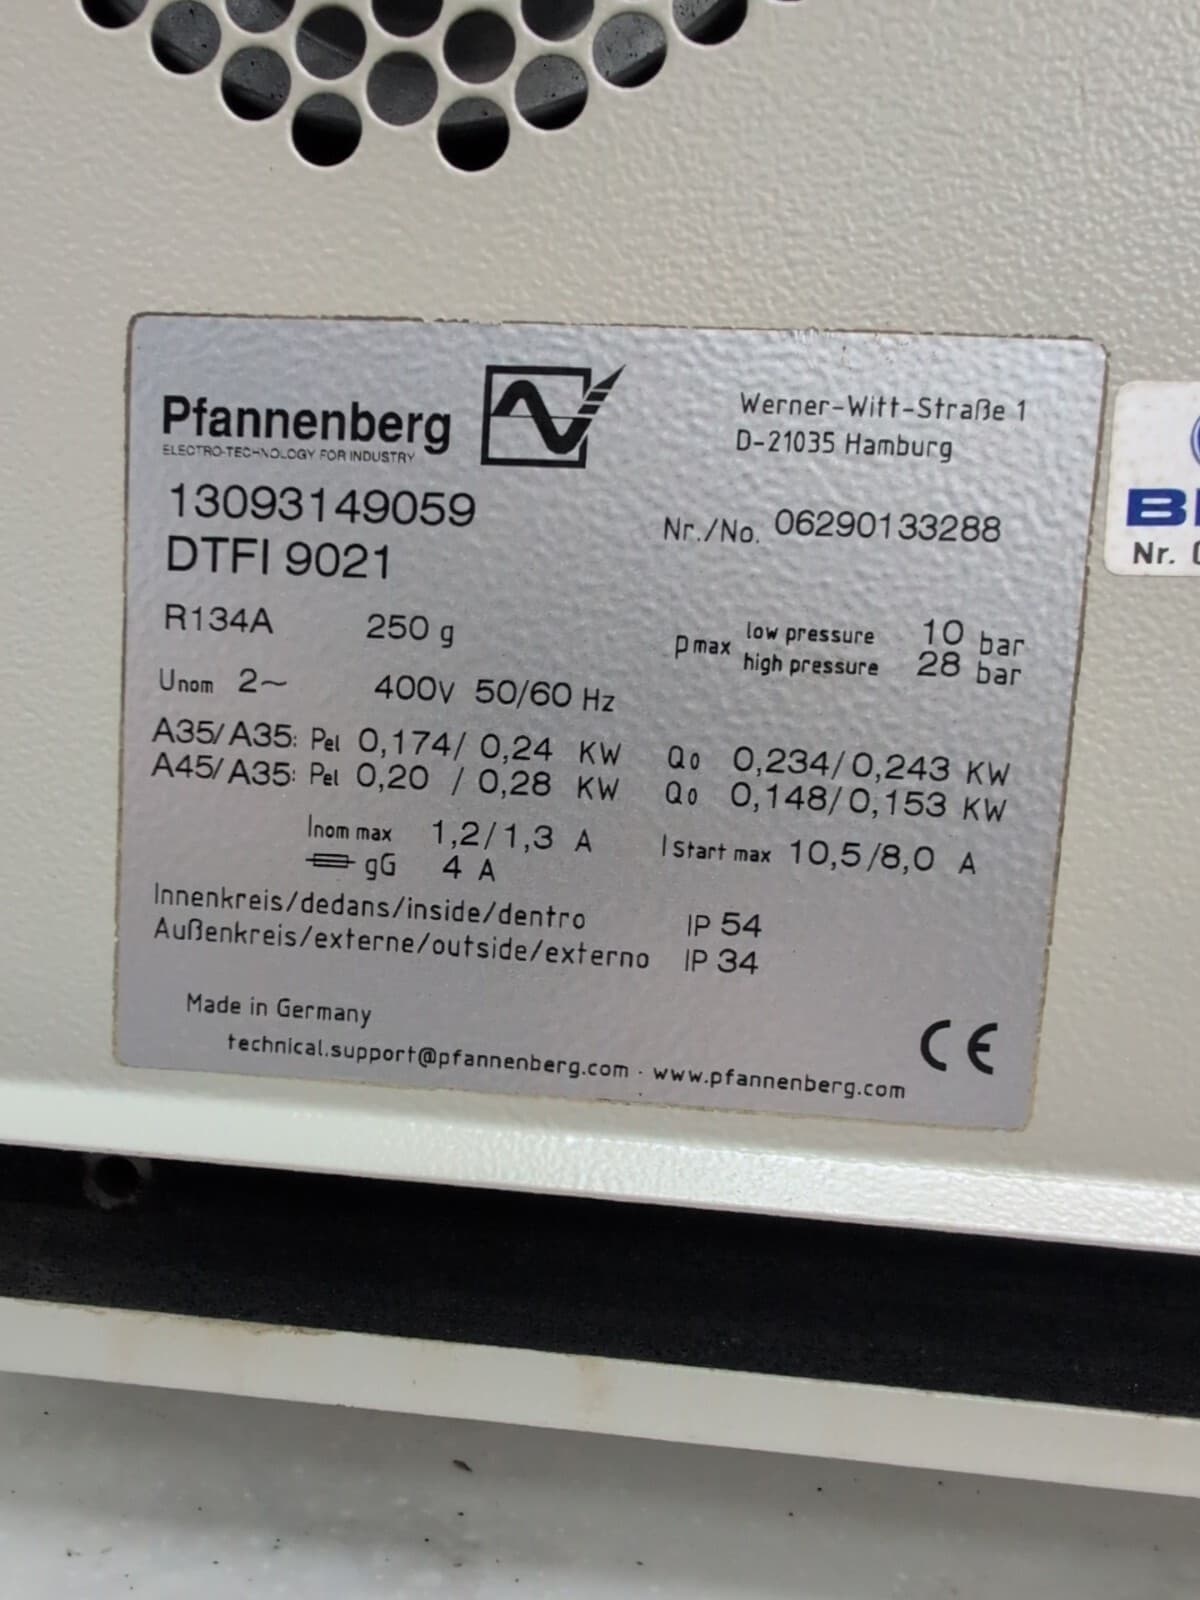 Pfannenberg
ELECTRO-TECHNOLOGY FOR INDUSTRY
Werner-Witt-Straße 1
D-21035 Hamburg
13093149059
Nr./No. 06290133288
DTFI 9021
R134A 250 g
Pmax low pressure 10 bar
high pressure 28 bar
Unom 2~ 400V 50/60 Hz
A35/A35: Pel 0,174/ 0,24 KW Qo 0,234/0,243 KW
A45/A35: Pel 0,20 / 0,28 KW Qo 0,148/0,153 KW
Inom max 1,2/1,3 A I Start max 10,5/8,0 A
gG 4 A
Innenkreis/dedans/inside/dentro IP 54
Außenkreis/externe/outside/externo IP 34
Made in Germany
CE
technical.support@pfannenberg.com · www.pfannenberg.com
Nr.